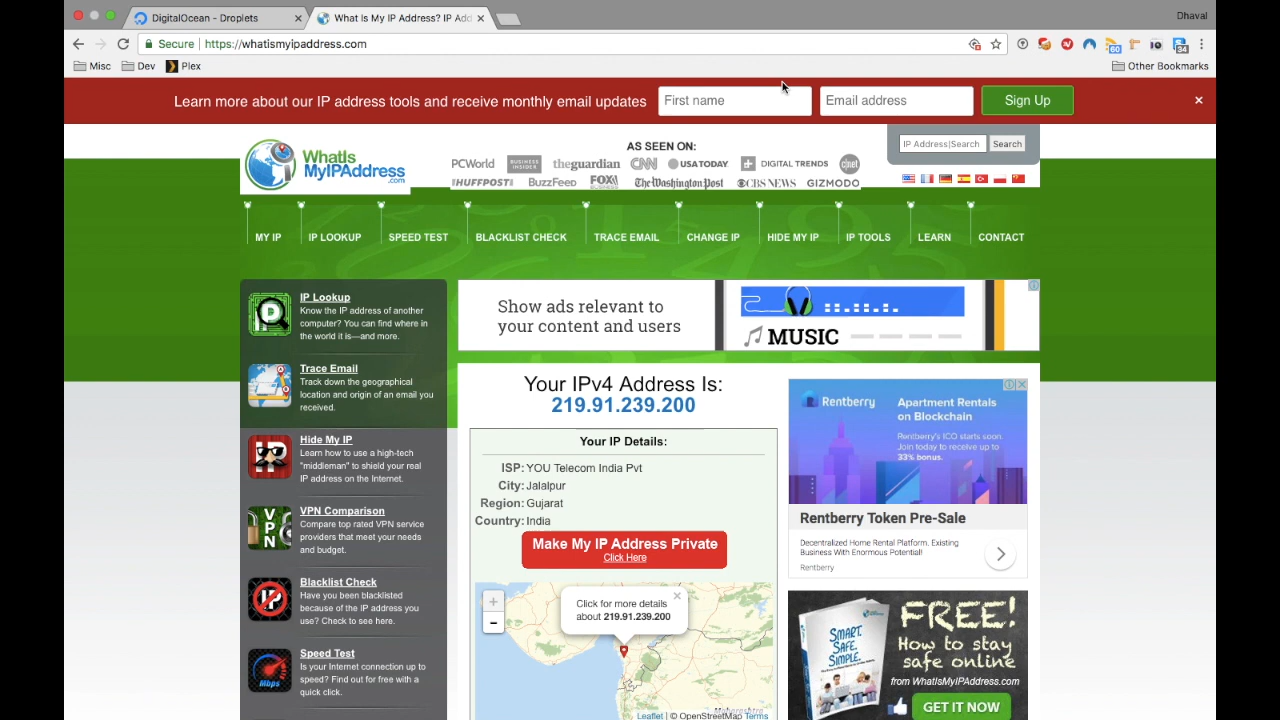 DigitalOcean - Droplets
What Is My IP Address? IP Add
Dhaval
Secure
https://whatismyipaddress.com
60
34
Misc
Dev
Plex
Other Bookmarks
Learn more about our IP address tools and receive monthly email updates
First name
Email address
Sign Up
WhatIs
MyIPAddress
.com
AS SEEN ON:
PCWorld
BUSINESS INSIDER
theguardian
CNN
USA TODAY
DIGITAL TRENDS
c|net
HUFFPOST
BuzzFeed
FOX BUSINESS
The Washington Post
CBS NEWS
GIZMODO
IP Address|Search
Search
MY IP
IP LOOKUP
SPEED TEST
BLACKLIST CHECK
TRACE EMAIL
CHANGE IP
HIDE MY IP
IP TOOLS
LEARN
CONTACT
IP Lookup
Know the IP address of another
computer? You can find where in
the world it is—and more.
Trace Email
Track down the geographical
location and origin of an email you
received.
Hide My IP
Learn how to use a high-tech
"middleman" to shield your real
IP address on the Internet.
VPN
VPN Comparison
Compare top rated VPN service
providers that meet your needs
and budget.
IP
Blacklist Check
Have you been blacklisted
because of the IP address you
use? Check to see here.
Mbps
Speed Test
Is your Internet connection up to
speed? Find out for free with a
quick click.
Show ads relevant to
your content and users
MUSIC
Your IPv4 Address Is:
219.91.239.200
Your IP Details:
ISP: YOU Telecom India Pvt
City: Jalalpur
Region: Gujarat
Country: India
Make My IP Address Private
Click Here
+
-
Click for more details
about 219.91.239.200
Leaflet | © OpenStreetMap Terms
Rentberry
Apartment Rentals
on Blockchain
Rentberry's ICO starts soon.
Join today to receive up to
33% bonus.
Rentberry Token Pre-Sale
Decentralized Home Rental Platform. Existing
Business With Enormous Potential!
Rentberry
SMART.
SAFE.
SIMPLE.
FREE!
How to stay
safe online
from WhatIsMyIPAddress.com
GET IT NOW